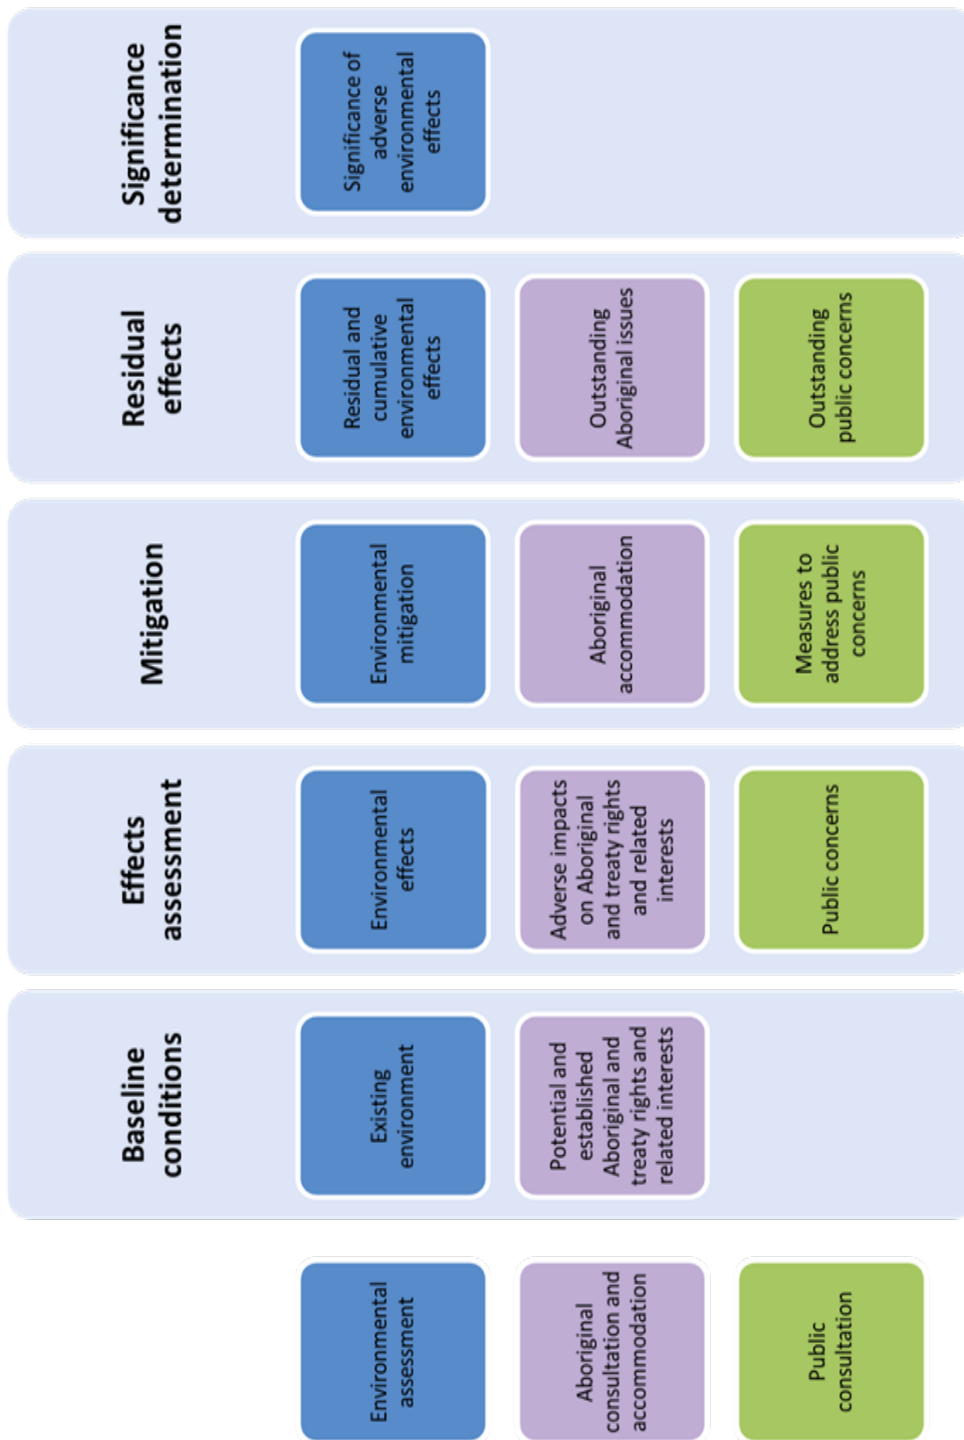 Baseline
conditions
Effects
assessment
Mitigation
Residual
effects
Significance
determination
Environmental
assessment
Existing
environment
Environmental
effects
Environmental
mitigation
Residual and
cumulative
environmental
effects
Significance of
adverse
environmental
effects
Aboriginal
consultation and
accommodation
Potential and
established
Aboriginal and
treaty rights and
related interests
Adverse impacts
on Aboriginal
and treaty rights
and related
interests
Aboriginal
accommodation
Outstanding
Aboriginal issues
Public
consultation
Public concerns
Measures to
address public
concerns
Outstanding
public concerns